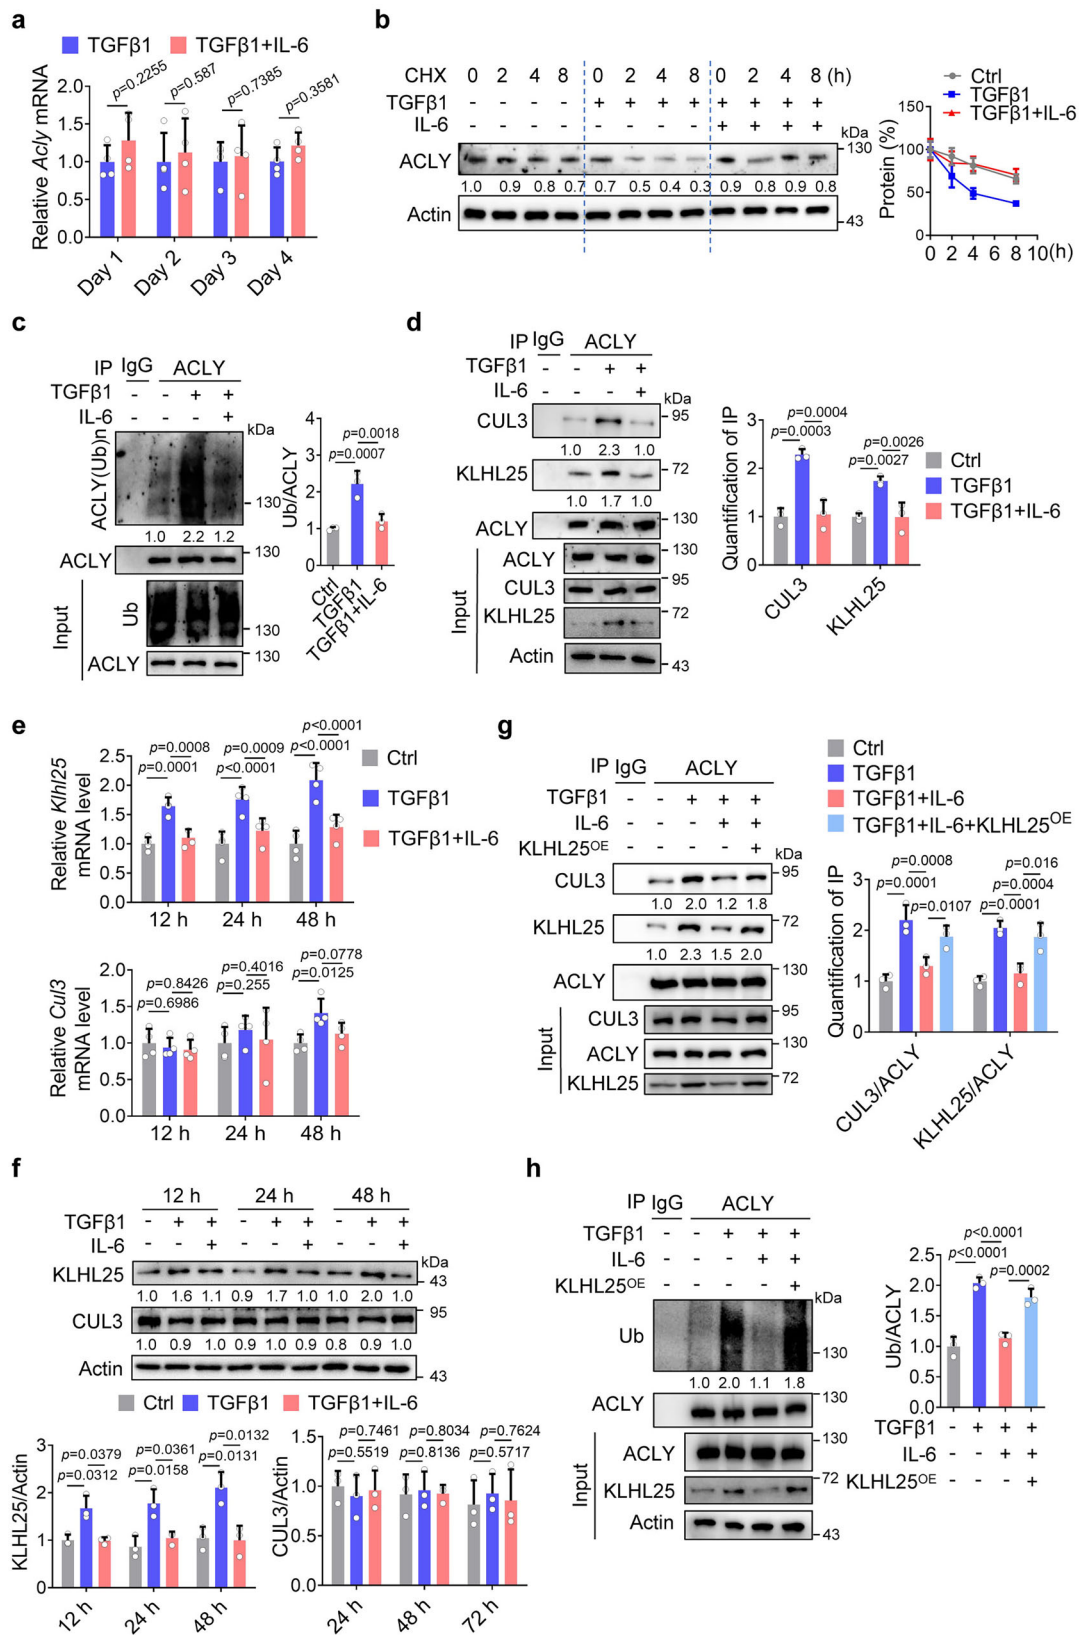 a
TGFβ1 TGFβ1+IL-6
p=0.2255 p=0.587 p=0.7385 p=0.3581
Relative Acly mRNA
2.0
1.5
1.0
0.5
0.0
Day 1 Day 2 Day 3 Day 4
b
CHX 0 2 4 8 0 2 4 8 0 2 4 8 (h)
TGFβ1 - - - - + + + + + + + +
IL-6 - - - - - - - - + + + +
kDa
ACLY 130
1.0 0.9 0.8 0.7 0.7 0.5 0.4 0.3 0.9 0.8 0.9 0.8
Actin 43
Ctrl
TGFβ1
TGFβ1+IL-6
Protein (%)
150
100
50
0
0 2 4 6 8 10 (h)
c
IP IgG ACLY
TGFβ1 - - + +
IL-6 - - - +
kDa
ACLY(Ub)n 130
1.0 2.2 1.2
ACLY 130
Input
Ub 130
ACLY 130
p=0.0018
p=0.0007
Ub/ACLY
4
3
2
1
0
Ctrl TGFβ1 TGFβ1+IL-6
d
IP IgG ACLY
TGFβ1 - - + +
IL-6 - - - +
kDa
CUL3 95
1.0 2.3 1.0
KLHL25 72
1.0 1.7 1.0
ACLY 130
Input
ACLY 130
CUL3 95
KLHL25 72
Actin 43
p=0.0004
p=0.0003
p=0.0026
p=0.0027
Quantification of IP
4
3
2
1
0
CUL3 KLHL25
Ctrl
TGFβ1
TGFβ1+IL-6
e
p=0.0008 p=0.0009 p<0.0001
p=0.0001 p<0.0001 p<0.0001
Relative Klhl25 mRNA level
2.5
2.0
1.5
1.0
0.5
0.0
12 h 24 h 48 h
Ctrl
TGFβ1
TGFβ1+IL-6
p=0.8426 p=0.4016 p=0.0778
p=0.6986 p=0.255 p=0.0125
Relative Cul3 mRNA level
2.0
1.5
1.0
0.5
0.0
12 h 24 h 48 h
g
IP IgG ACLY
TGFβ1 - - + + +
IL-6 - - - + +
KLHL25OE - - - - +
kDa
CUL3 95
1.0 2.0 1.2 1.8
KLHL25 72
1.0 2.3 1.5 2.0
ACLY 130
Input
CUL3 95
ACLY 130
KLHL25 72
Ctrl
TGFβ1
TGFβ1+IL-6
TGFβ1+IL-6+KLHL25OE
p=0.0008
p=0.0001
p=0.0107
p=0.016
p=0.0004
p=0.0001
Quantification of IP
3
2
1
0
CUL3/ACLY KLHL25/ACLY
f
12 h 24 h 48 h
TGFβ1 - + + - + + - + +
IL-6 - - + - - + - - +
kDa
KLHL25 43
1.0 1.6 1.1 0.9 1.7 1.0 1.0 2.0 1.0
CUL3 95
1.0 0.9 1.0 0.9 1.0 0.9 0.8 0.9 1.0
Actin 43
Ctrl TGFβ1 TGFβ1+IL-6
p=0.0379 p=0.0361 p=0.0132
p=0.0312 p=0.0158 p=0.0131
KLHL25/Actin
3
2
1
0
12 h 24 h 48 h
p=0.7461 p=0.8034 p=0.7624
p=0.5519 p=0.8136 p=0.5717
CUL3/Actin
1.5
1.0
0.5
0.0
24 h 48 h 72 h
h
IP IgG ACLY
TGFβ1 - - + + +
IL-6 - - - + +
KLHL25OE - - - - +
kDa
Ub 130
1.0 2.0 1.1 1.8
ACLY 130
Input
ACLY 130
KLHL25 72
Actin 43
p<0.0001
p<0.0001
p=0.0002
Ub/ACLY
2.5
2.0
1.5
1.0
0.5
0.0
TGFβ1 - + + +
IL-6 - - + +
KLHL25OE - - - +